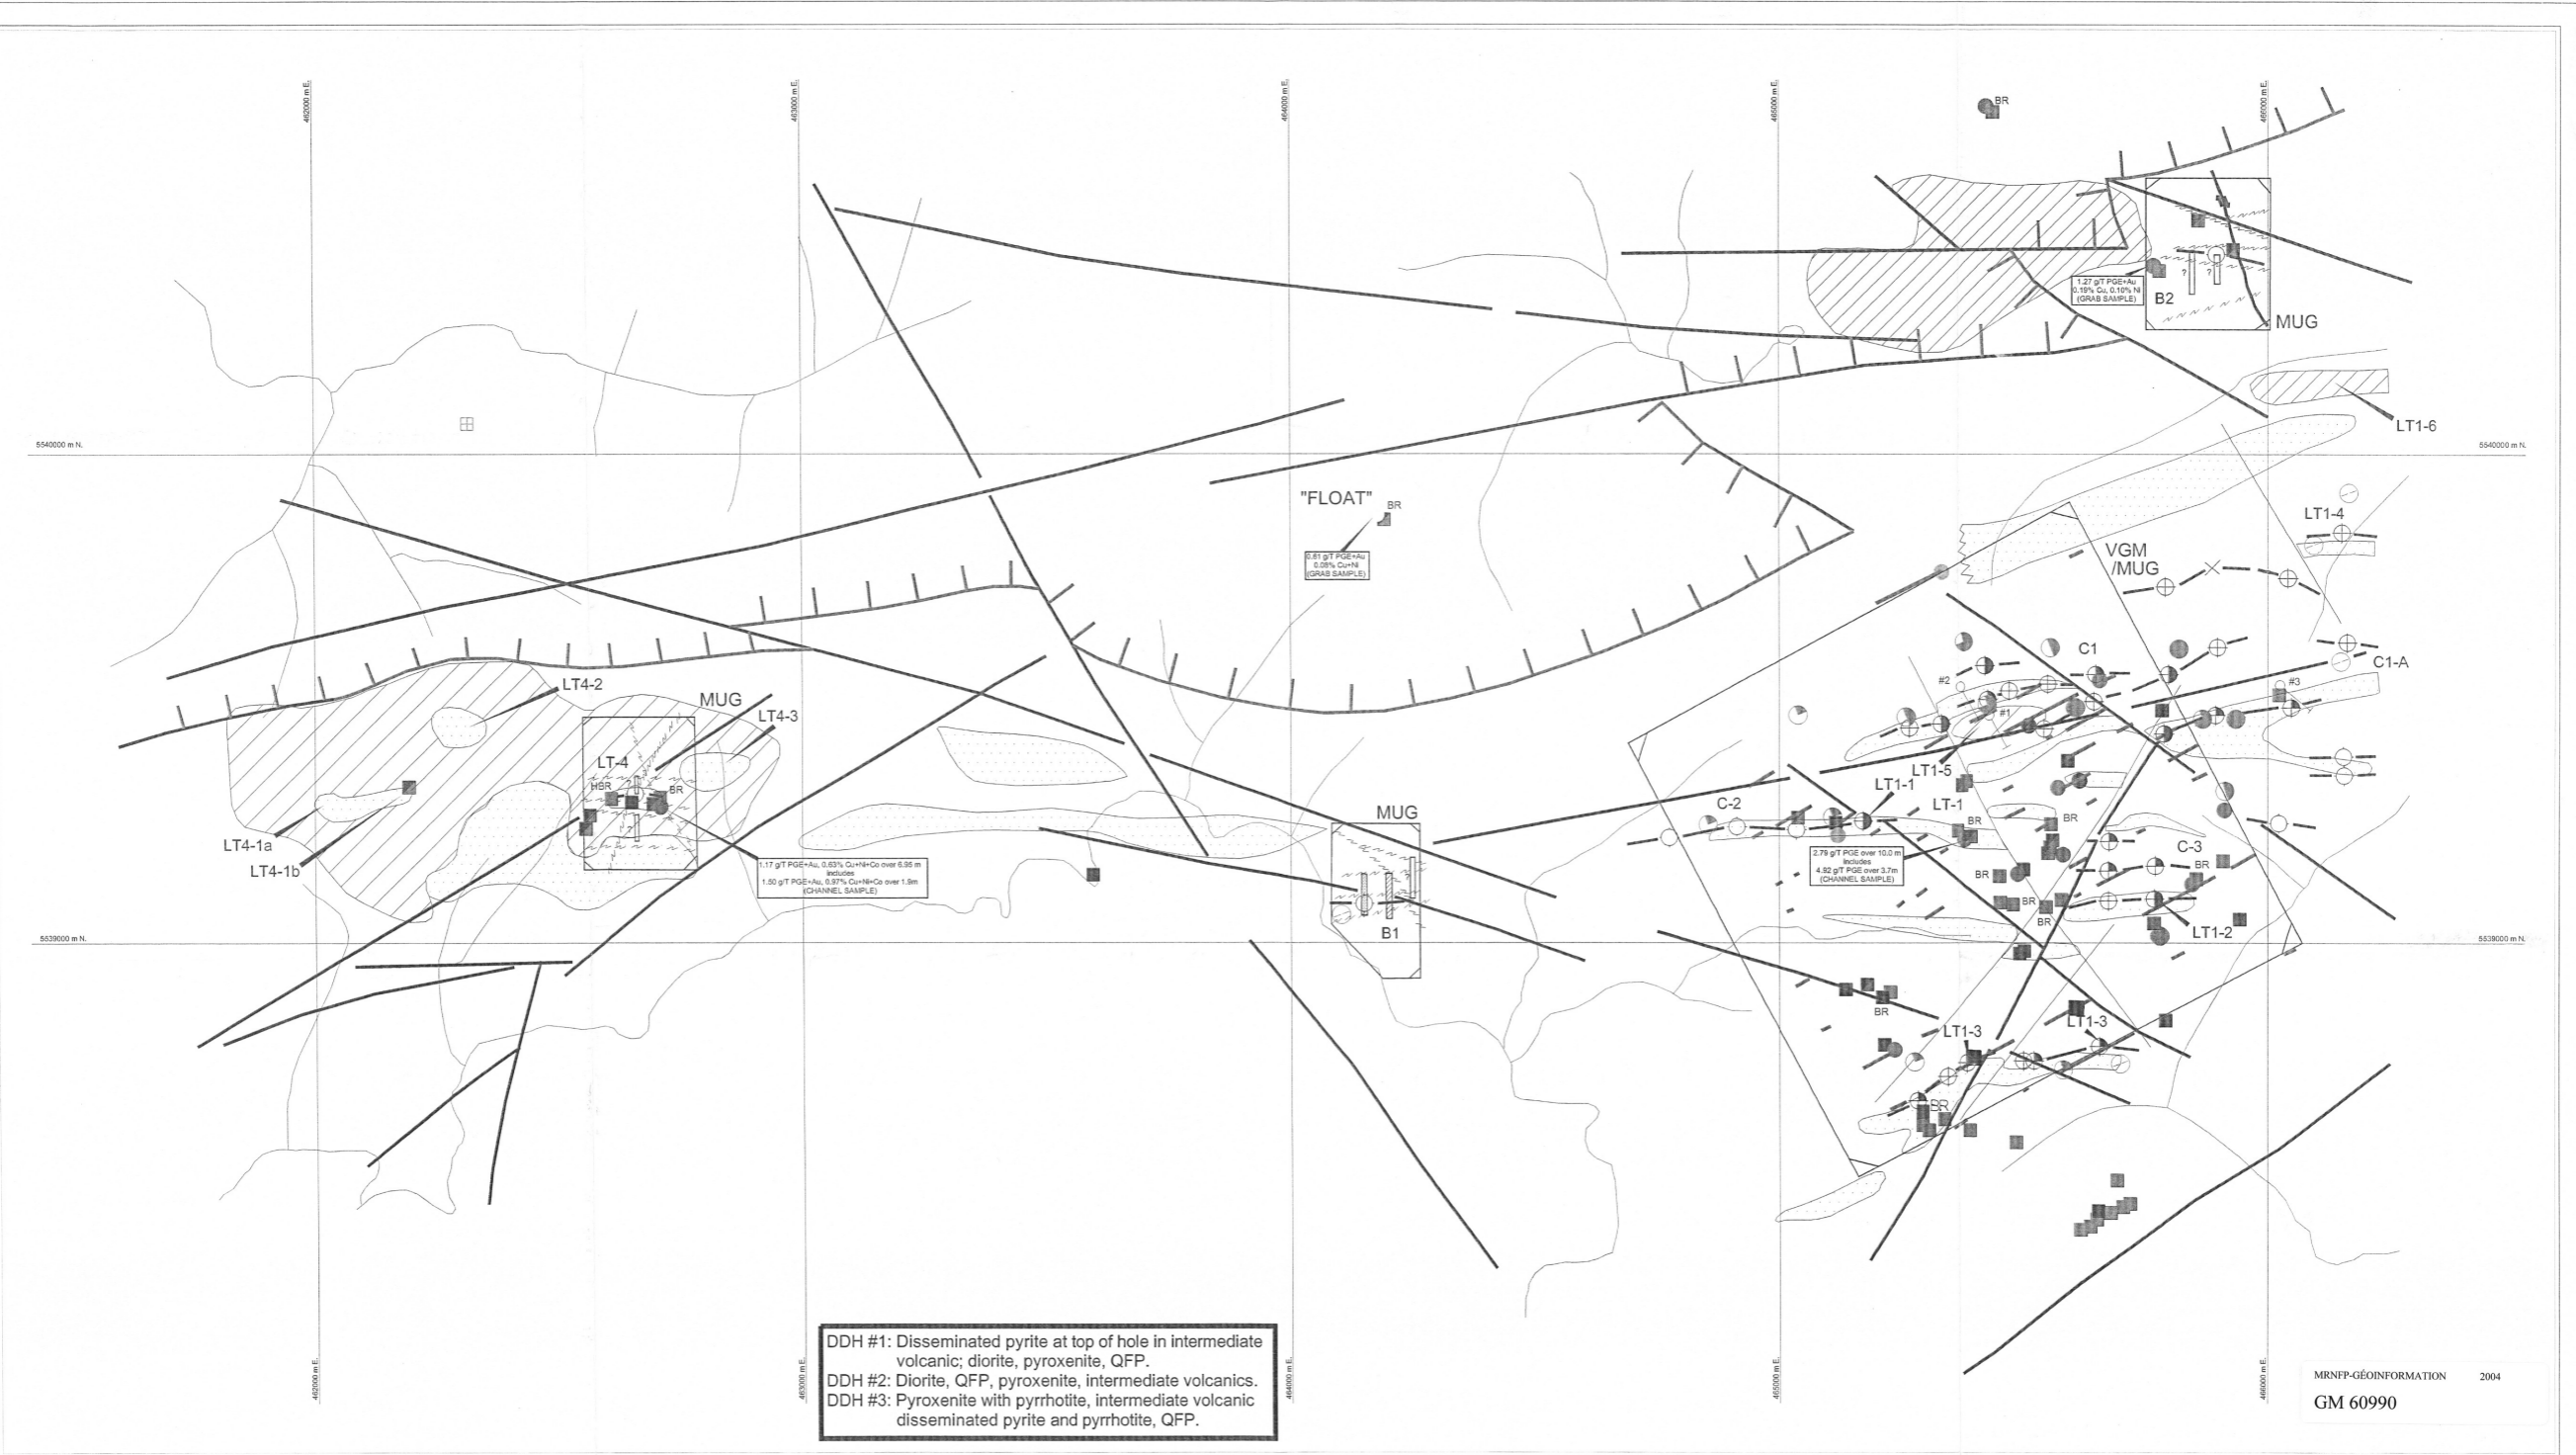 462000 m E.
463000 m E.
464000 m E.
465000 m E.
466000 m E.
BR
1.27 g/T PGE+Au
0.19% Cu, 0.10% Ni
(GRAB SAMPLE)
? ?
B2
MUG
5540000 m N.
5540000 m N.
LT1-6
"FLOAT"
BR
0.61 g/T PGE+Au
0.08% Cu+Ni
(GRAB SAMPLE)
LT1-4
VGM
/MUG
C1
C1-A
#2
#1
#3
LT4-2
MUG
LT4-3
LT-4
HBR
BR
LT4-1a
LT4-1b
1.17 g/T PGE+Au, 0.63% Cu+Ni+Co over 6.95 m
includes
1.50 g/T PGE+Au, 0.97% Cu+Ni+Co over 1.9m
(CHANNEL SAMPLE)
MUG
B1
LT1-5
LT1-1
C-2
LT-1
BR
BR
2.79 g/T PGE over 10.0 m
includes
4.92 g/T PGE over 3.7m
(CHANNEL SAMPLE)
C-3
BR
BR
BR
BR
LT1-2
5539000 m N.
5539000 m N.
BR
LT1-3
LT1-3
BR
DDH #1: Disseminated pyrite at top of hole in intermediate
volcanic; diorite, pyroxenite, QFP.
DDH #2: Diorite, QFP, pyroxenite, intermediate volcanics.
DDH #3: Pyroxenite with pyrrhotite, intermediate volcanic
disseminated pyrite and pyrrhotite, QFP.
462000 m E.
463000 m E.
464000 m E.
465000 m E.
466000 m E.
MRNFP-GÉOINFORMATION 2004
GM 60990